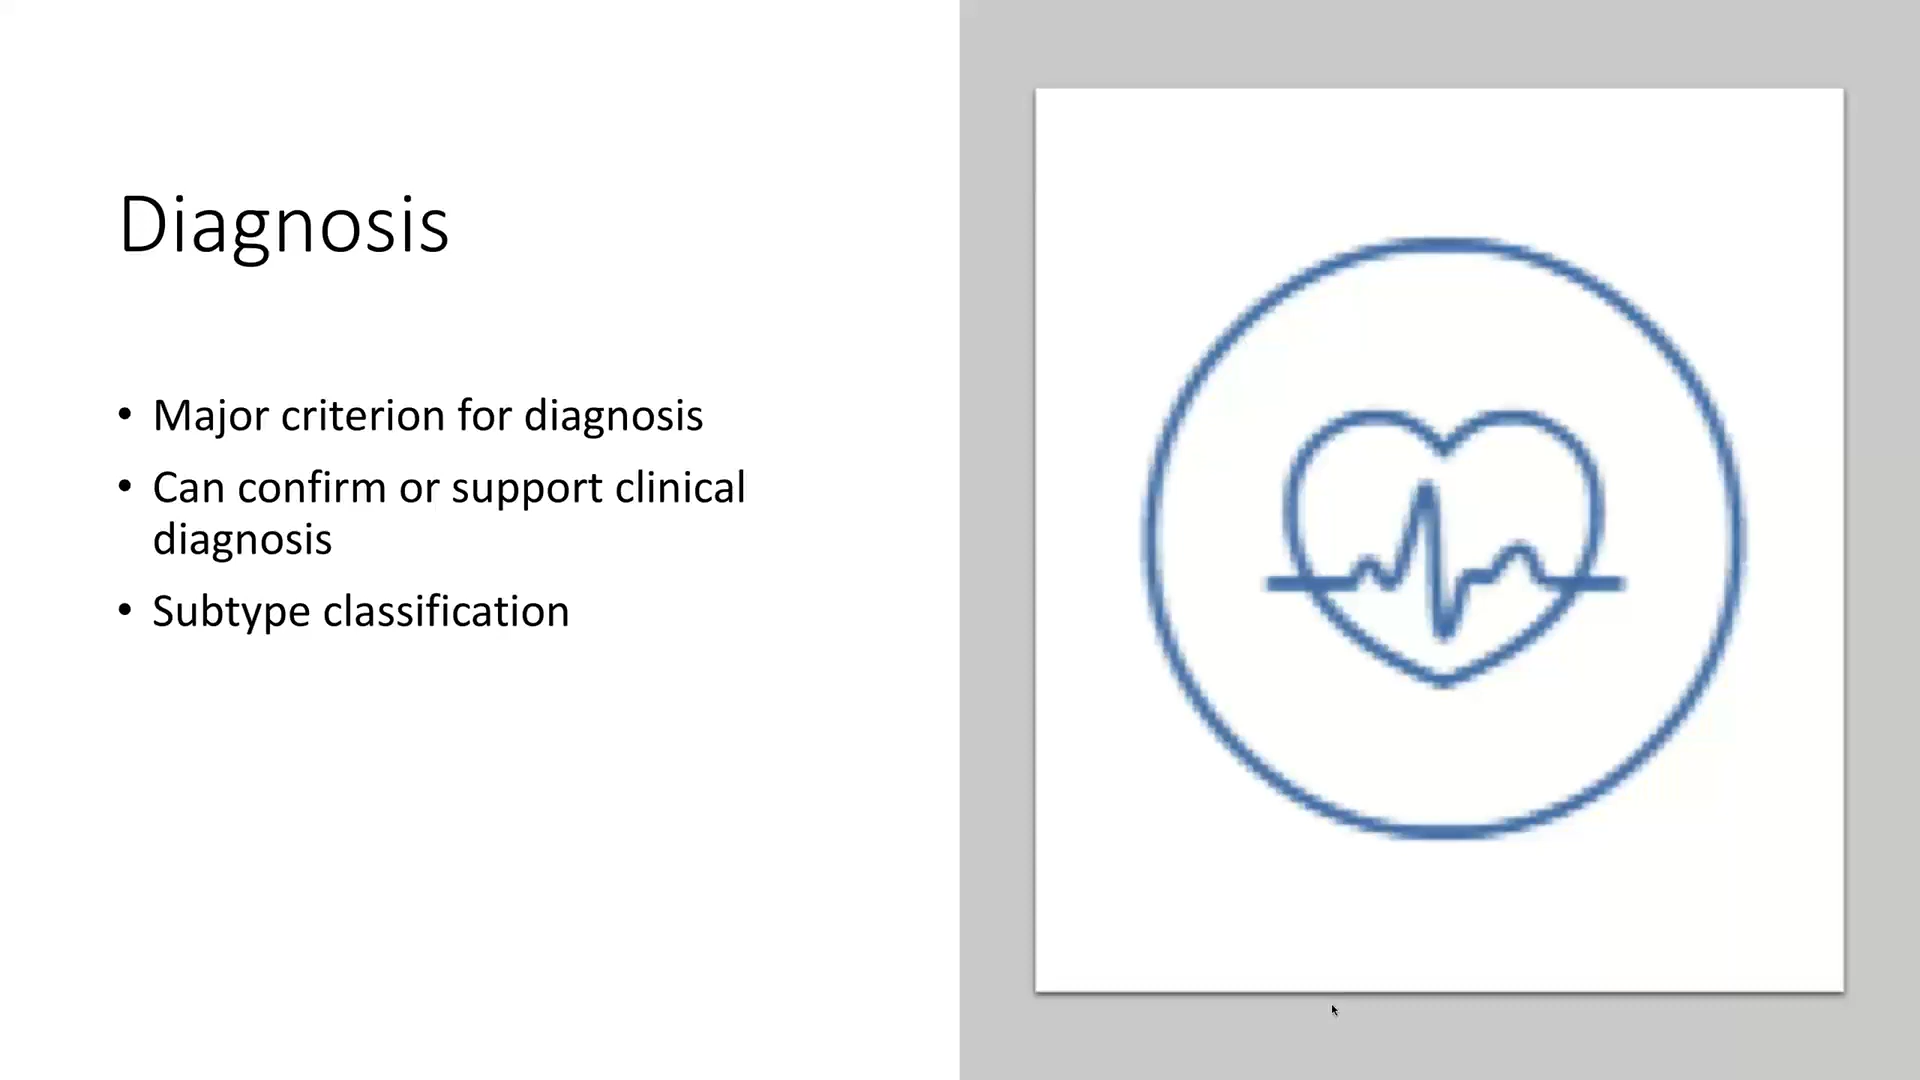 Diagnosis
• Major criterion for diagnosis
• Can confirm or support clinical
diagnosis
• Subtype classification